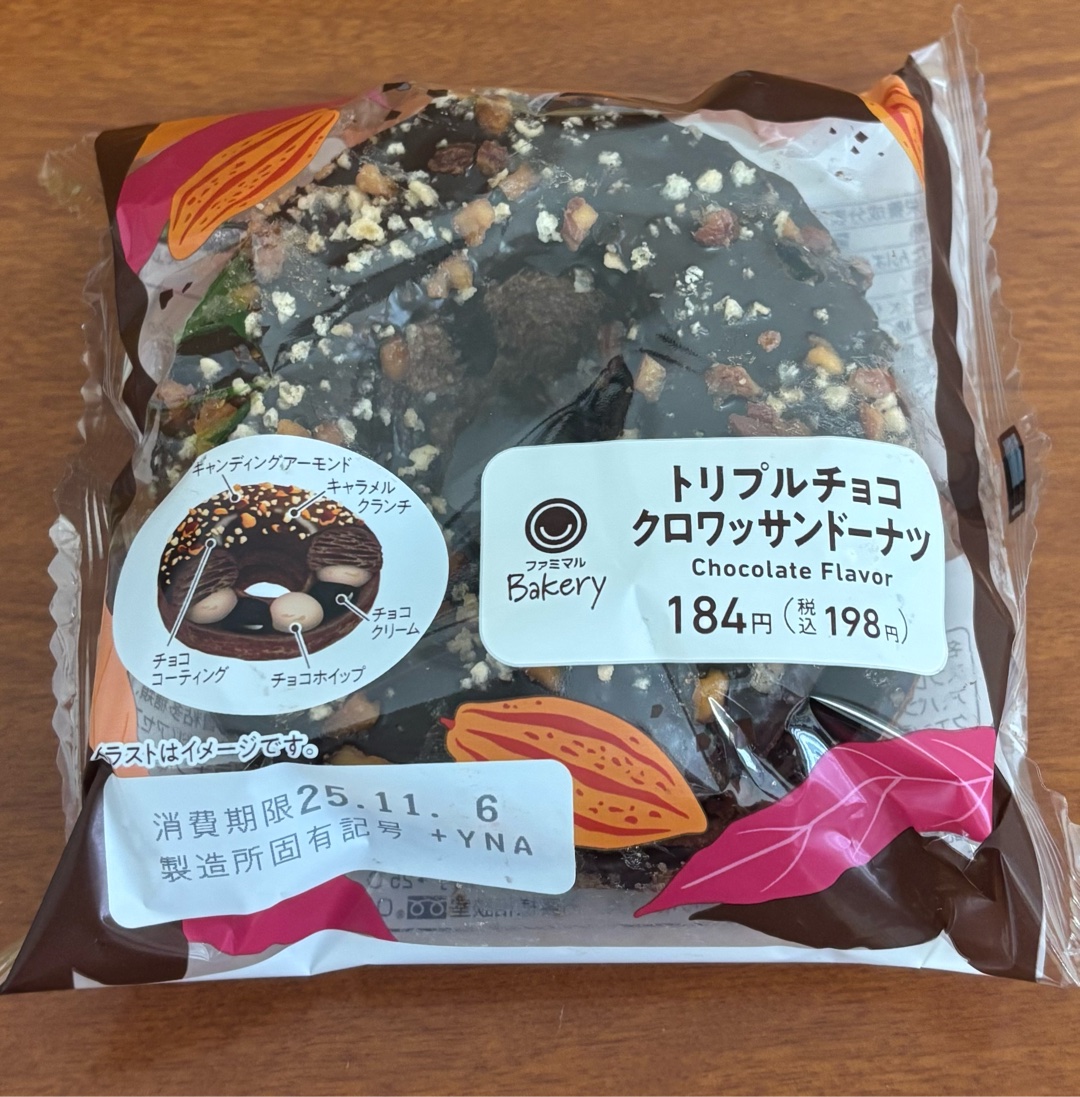 キャンディングアーモンド
キャラメル
クランチ
チョコ
クリーム
チョコ
コーティング
チョコホイップ
ファミマル
Bakery
トリプルチョコ
クロワッサンドーナツ
Chocolate Flavor
184円(税込198円)
イラストはイメージです。
消費期限25.11. 6
製造所固有記号 +YNA